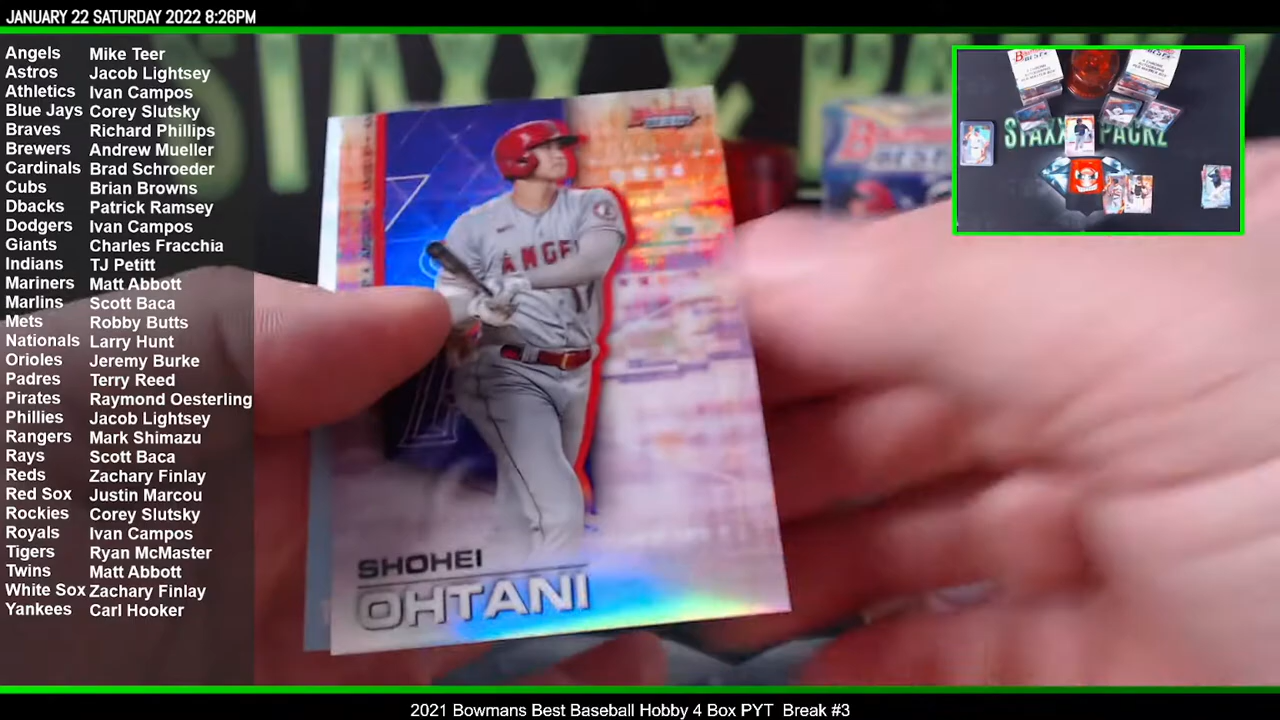 JANUARY 22 SATURDAY 2022 8:26PM
Angels Mike Teer
Astros Jacob Lightsey
Athletics Ivan Campos
Blue Jays Corey Slutsky
Braves Richard Phillips
Brewers Andrew Mueller
Cardinals Brad Schroeder
Cubs Brian Browns
Dbacks Patrick Ramsey
Dodgers Ivan Campos
Giants Charles Fracchia
Indians TJ Petitt
Mariners Matt Abbott
Marlins Scott Baca
Mets Robby Butts
Nationals Larry Hunt
Orioles Jeremy Burke
Padres Terry Reed
Pirates Raymond Oesterling
Phillies Jacob Lightsey
Rangers Mark Shimazu
Rays Scott Baca
Reds Zachary Finlay
Red Sox Justin Marcou
Rockies Corey Slutsky
Royals Ivan Campos
Tigers Ryan McMaster
Twins Matt Abbott
White Sox Zachary Finlay
Yankees Carl Hooker
BOWMAN'S
BEST
ANGE
17
SHOHEI
OHTANI
2021 Bowmans Best Baseball Hobby 4 Box PYT Break #3